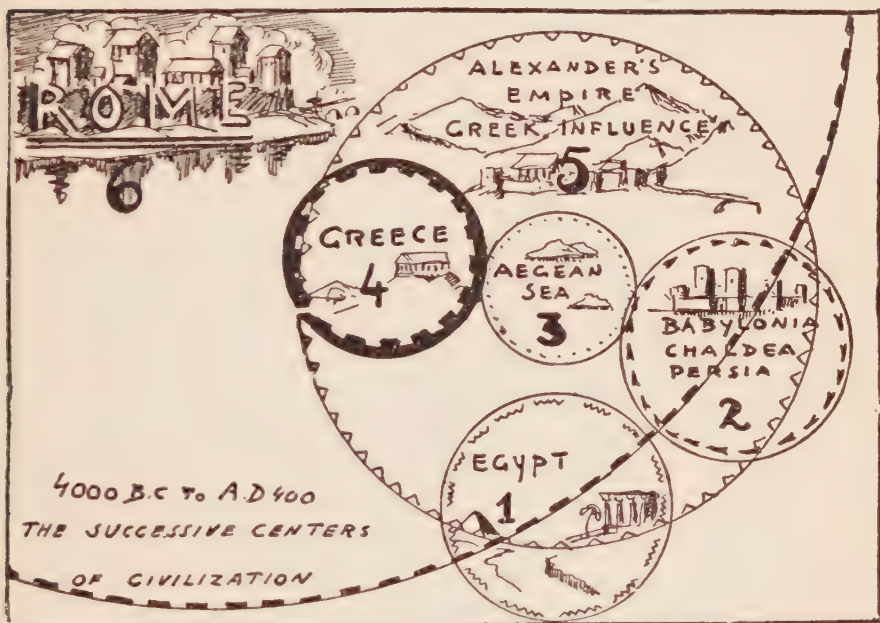 ROME
6
ALEXANDER'S
EMPIRE
GREEK INFLUENCE
5
GREECE
4
AEGEAN
SEA
3
BABYLONIA
CHALDEA
PERSIA
2
EGYPT
1
4000 B.C TO A.D 400
THE SUCCESSIVE CENTERS
OF CIVILIZATION